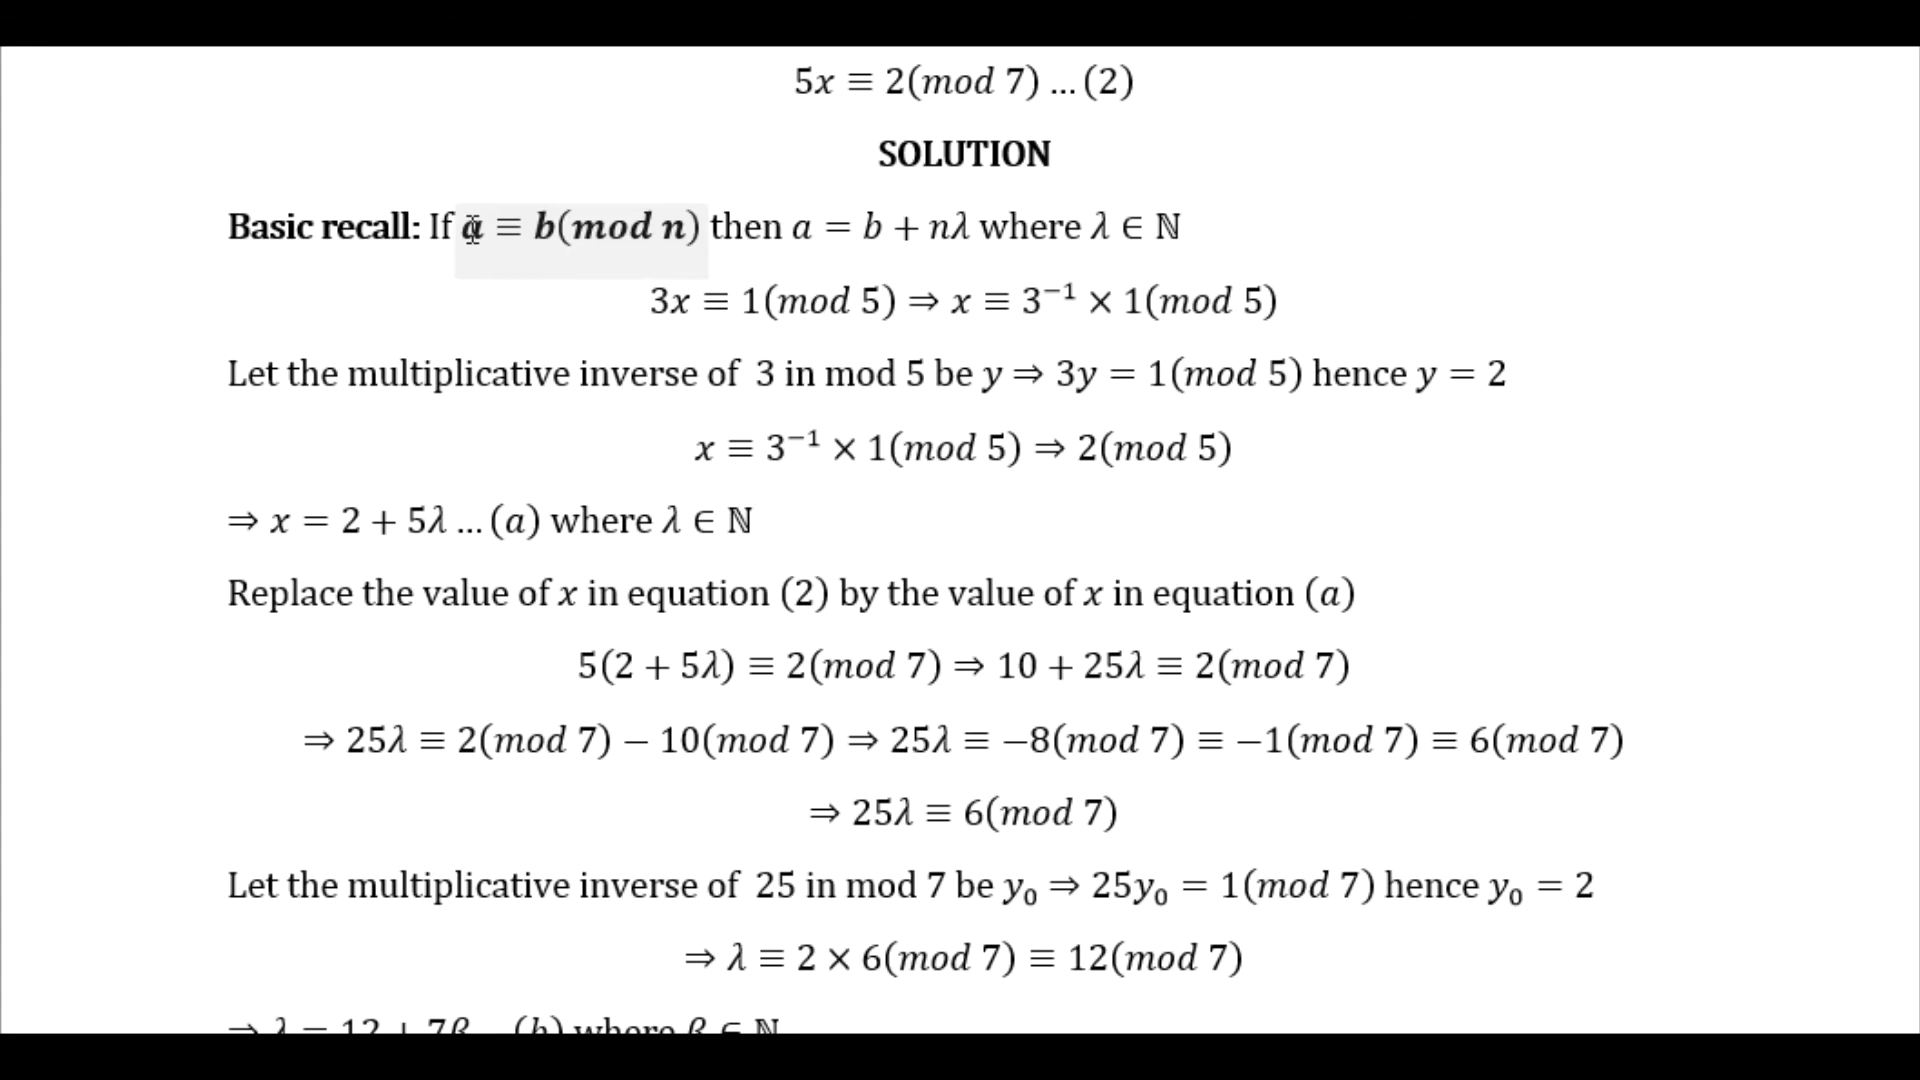 5x ≡ 2(mod 7) … (2)
SOLUTION
Basic recall: If a ≡ b(mod n) then a = b + nλ where λ ∈ ℕ
3x ≡ 1(mod 5) ⇒ x ≡ 3⁻¹ × 1(mod 5)
Let the multiplicative inverse of 3 in mod 5 be y ⇒ 3y = 1(mod 5) hence y = 2
x ≡ 3⁻¹ × 1(mod 5) ⇒ 2(mod 5)
⇒ x = 2 + 5λ … (a) where λ ∈ ℕ
Replace the value of x in equation (2) by the value of x in equation (a)
5(2 + 5λ) ≡ 2(mod 7) ⇒ 10 + 25λ ≡ 2(mod 7)
⇒ 25λ ≡ 2(mod 7) − 10(mod 7) ⇒ 25λ ≡ −8(mod 7) ≡ −1(mod 7) ≡ 6(mod 7)
⇒ 25λ ≡ 6(mod 7)
Let the multiplicative inverse of 25 in mod 7 be y₀ ⇒ 25y₀ = 1(mod 7) hence y₀ = 2
⇒ λ ≡ 2 × 6(mod 7) ≡ 12(mod 7)
⇒ λ = 12 + 7β … (b) where β ∈ ℕ